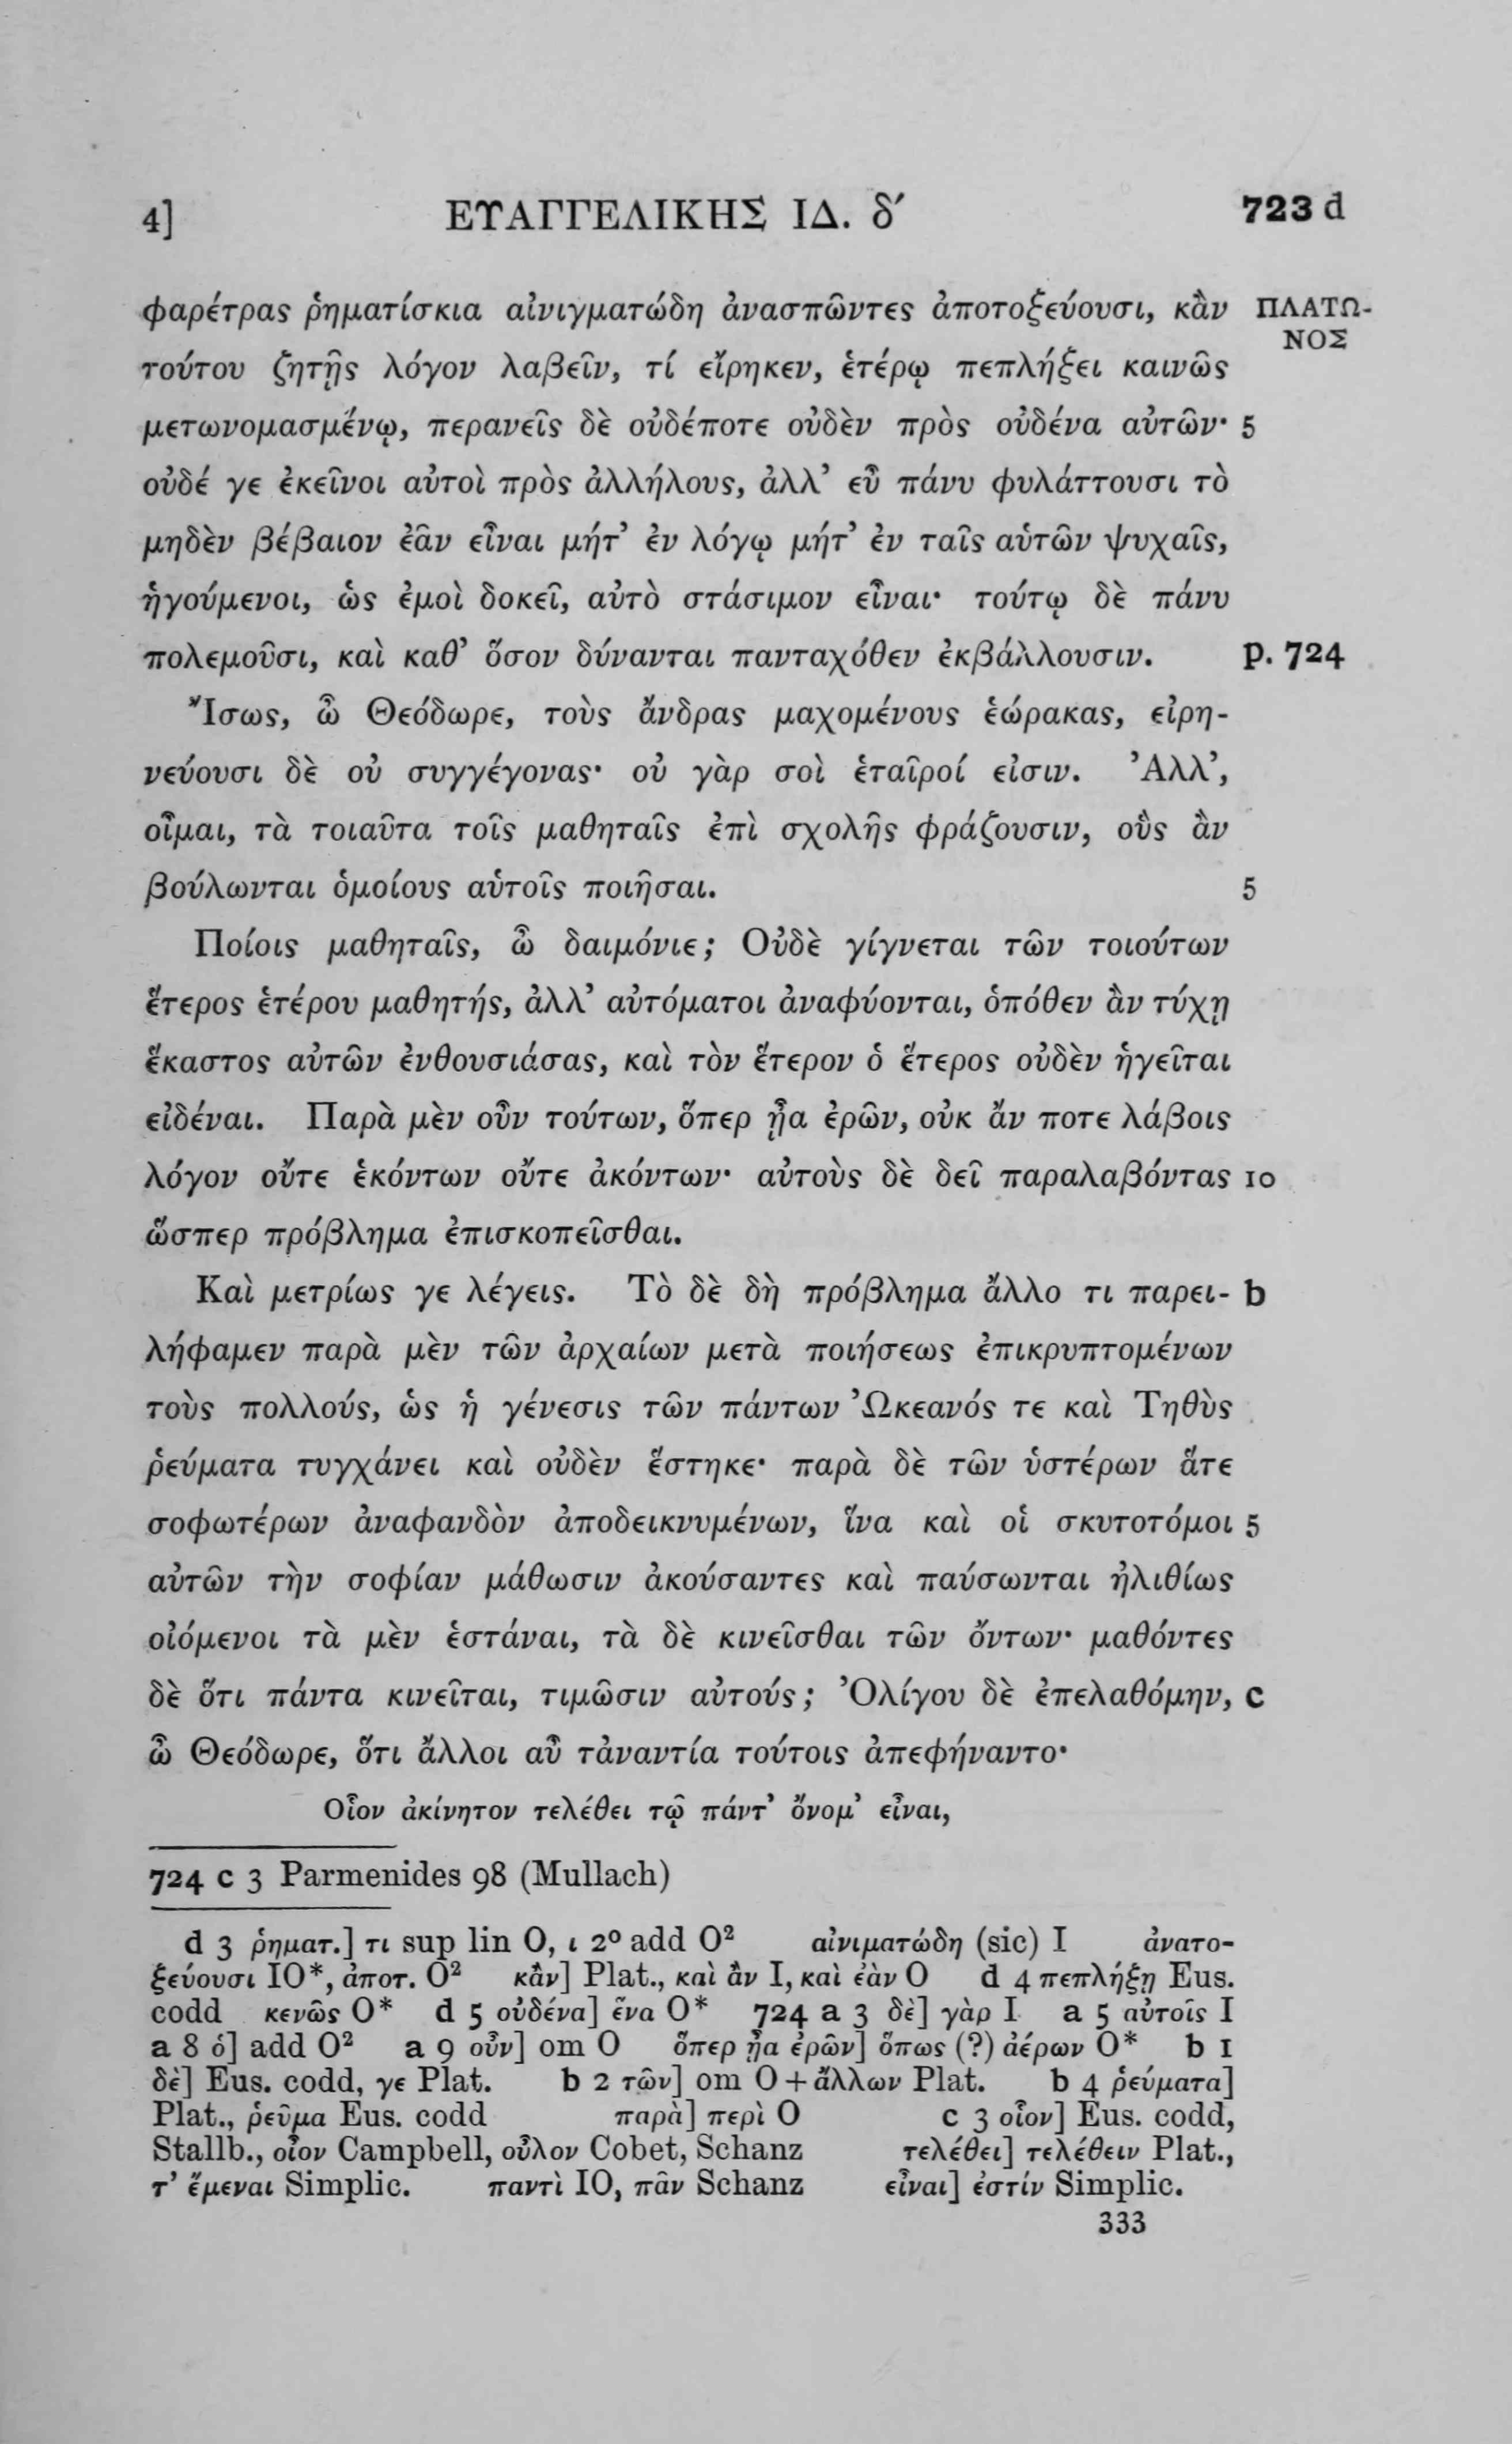 4] ΕΥΑΓΓΕΛΙΚΗΣ ΙΔ. δ′ 723 d
φαρέτρας ῥηματίσκια αἰνιγματώδη ἀνασπῶντες ἀποτοξεύουσι, κἂν ΠΛΑΤΩ-
ΝΟΣ
τούτου ζητῇς λόγον λαβεῖν, τί εἴρηκεν, ἑτέρῳ πεπλήξει καινῶς
μετωνομασμένῳ, περανεῖς δὲ οὐδέποτε οὐδὲν πρὸς οὐδένα αὐτῶν· 5
οὐδέ γε ἐκεῖνοι αὐτοὶ πρὸς ἀλλήλους, ἀλλ’ εὖ πάνυ φυλάττουσι τὸ
μηδὲν βέβαιον ἐᾶν εἶναι μήτ’ ἐν λόγῳ μήτ’ ἐν ταῖς αὑτῶν ψυχαῖς,
ἡγούμενοι, ὡς ἐμοὶ δοκεῖ, αὐτὸ στάσιμον εἶναι· τούτῳ δὲ πάνυ
πολεμοῦσι, καὶ καθ’ ὅσον δύνανται πανταχόθεν ἐκβάλλουσιν. p. 724
Ἴσως, ὦ Θεόδωρε, τοὺς ἄνδρας μαχομένους ἑώρακας, εἰρη-
νεύουσι δὲ οὐ συγγέγονας· οὐ γὰρ σοὶ ἑταῖροί εἰσιν. Ἀλλ’,
οἶμαι, τὰ τοιαῦτα τοῖς μαθηταῖς ἐπὶ σχολῆς φράζουσιν, οὓς ἂν
βούλωνται ὁμοίους αὑτοῖς ποιῆσαι. 5
Ποίοις μαθηταῖς, ὦ δαιμόνιε; Οὐδὲ γίγνεται τῶν τοιούτων
ἕτερος ἑτέρου μαθητής, ἀλλ’ αὐτόματοι ἀναφύονται, ὁπόθεν ἂν τύχῃ
ἕκαστος αὐτῶν ἐνθουσιάσας, καὶ τὸν ἕτερον ὁ ἕτερος οὐδὲν ἡγεῖται
εἰδέναι. Παρὰ μὲν οὖν τούτων, ὅπερ ᾖα ἐρῶν, οὐκ ἄν ποτε λάβοις
λόγον οὔτε ἑκόντων οὔτε ἀκόντων· αὐτοὺς δὲ δεῖ παραλαβόντας 10
ὥσπερ πρόβλημα ἐπισκοπεῖσθαι.
Καὶ μετρίως γε λέγεις. Τὸ δὲ δὴ πρόβλημα ἄλλο τι παρει- b
λήφαμεν παρὰ μὲν τῶν ἀρχαίων μετὰ ποιήσεως ἐπικρυπτομένων
τοὺς πολλούς, ὡς ἡ γένεσις τῶν πάντων Ὠκεανός τε καὶ Τηθὺς
ῥεύματα τυγχάνει καὶ οὐδὲν ἕστηκε· παρὰ δὲ τῶν ὑστέρων ἅτε
σοφωτέρων ἀναφανδὸν ἀποδεικνυμένων, ἵνα καὶ οἱ σκυτοτόμοι 5
αὐτῶν τὴν σοφίαν μάθωσιν ἀκούσαντες καὶ παύσωνται ἠλιθίως
οἰόμενοι τὰ μὲν ἑστάναι, τὰ δὲ κινεῖσθαι τῶν ὄντων· μαθόντες
δὲ ὅτι πάντα κινεῖται, τιμῶσιν αὐτούς; Ὀλίγου δὲ ἐπελαθόμην, c
ὦ Θεόδωρε, ὅτι ἄλλοι αὖ τἀναντία τούτοις ἀπεφήναντο·
Οἷον ἀκίνητον τελέθει τῷ πάντ’ ὄνομ’ εἶναι,
724 c 3 Parmenides 98 (Mullach)
d 3 ῥηματ.] τι sup lin O, ι 2⁰ add O² αἰνιματώδη (sic) I ἀνατο-
ξεύουσι IO*, ἀποτ. O² κἂν] Plat., καὶ ἂν I, καὶ ἐὰν O d 4 πεπλήξῃ Eus.
codd κενῶς O* d 5 οὐδένα] ἕνα O* 724 a 3 δὲ] γὰρ I a 5 αὐτοῖς I
a 8 ὁ] add O² a 9 οὖν] om O ὅπερ ᾖα ἐρῶν] ὅπως (?) ἀέρων O* b 1
δὲ] Eus. codd, γε Plat. b 2 τῶν] om O + ἄλλων Plat. b 4 ῥεύματα]
Plat., ῥεῦμα Eus. codd παρὰ] περὶ O c 3 οἷον] Eus. codd,
Stallb., οἶον Campbell, οὖλον Cobet, Schanz τελέθει] τελέθειν Plat.,
τ’ ἔμεναι Simplic. παντὶ IO, πᾶν Schanz εἶναι] ἐστίν Simplic.
333